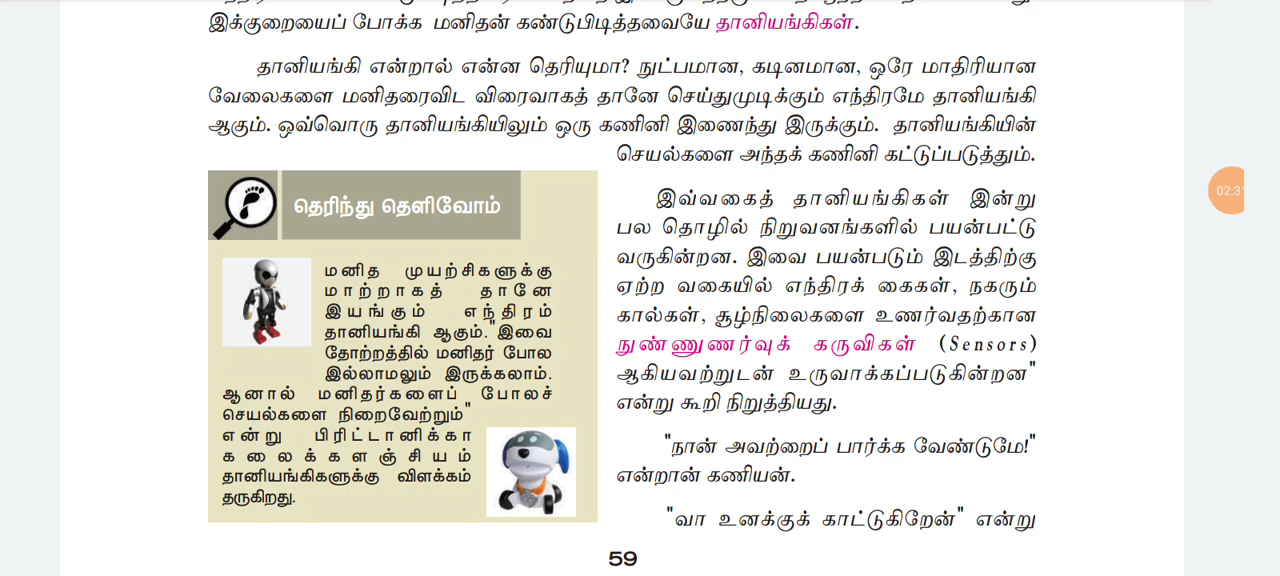 இக்குறையைப் போக்க மனிதன் கண்டுபிடித்தவையே தானியங்கிகள்.
தானியங்கி என்றால் என்ன தெரியுமா? நுட்பமான, கடினமான, ஒரே மாதிரியான
வேலைகளை மனிதரைவிட விரைவாகத் தானே செய்துமுடிக்கும் எந்திரமே தானியங்கி
ஆகும். ஒவ்வொரு தானியங்கியிலும் ஒரு கணினி இணைந்து இருக்கும். தானியங்கியின்
செயல்களை அந்தக் கணினி கட்டுப்படுத்தும்.
தெரிந்து தெளிவோம்
மனித முயற்சிகளுக்கு
மாற்றாகத் தானே
இயங்கும் எந்திரம்
தானியங்கி ஆகும்."இவை
தோற்றத்தில் மனிதர் போல
இல்லாமலும் இருக்கலாம்.
ஆனால் மனிதர்களைப் போலச்
செயல்களை நிறைவேற்றும்"
என்று பிரிட்டானிக்கா
கலைக்களஞ்சியம்
தானியங்கிகளுக்கு விளக்கம்
தருகிறது.
இவ்வகைத் தானியங்கிகள் இன்று
பல தொழில் நிறுவனங்களில் பயன்பட்டு
வருகின்றன. இவை பயன்படும் இடத்திற்கு
ஏற்ற வகையில் எந்திரக் கைகள், நகரும்
கால்கள், சூழ்நிலைகளை உணர்வதற்கான
நுண்ணுணர்வுக் கருவிகள் (Sensors)
ஆகியவற்றுடன் உருவாக்கப்படுகின்றன"
என்று கூறி நிறுத்தியது.
"நான் அவற்றைப் பார்க்க வேண்டுமே!"
என்றான் கணியன்.
"வா உனக்குக் காட்டுகிறேன்" என்று
59